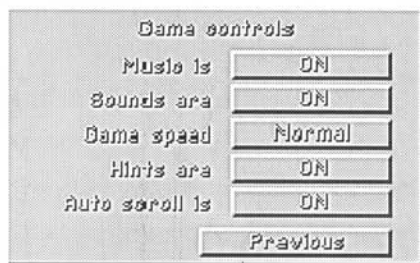 Game controls
Music is ON
Sounds are ON
Game speed Normal
Hints are ON
Auto scroll is ON
Previous